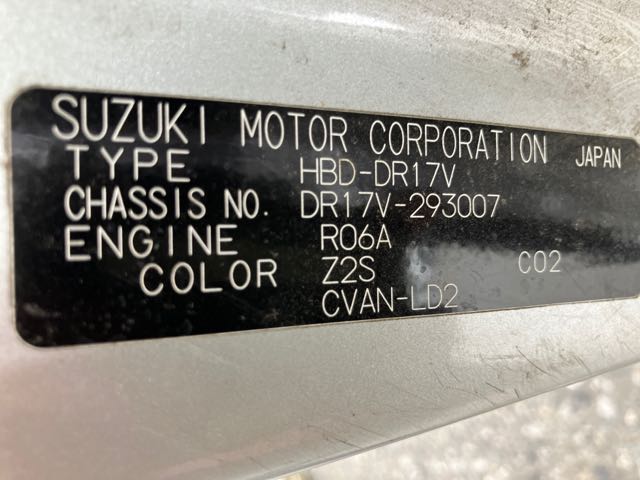 SUZUKI MOTOR CORPORATION JAPAN
TYPE HBD-DR17V
CHASSIS NO. DR17V-293007
ENGINE R06A
COLOR Z2S C02
CVAN-LD2